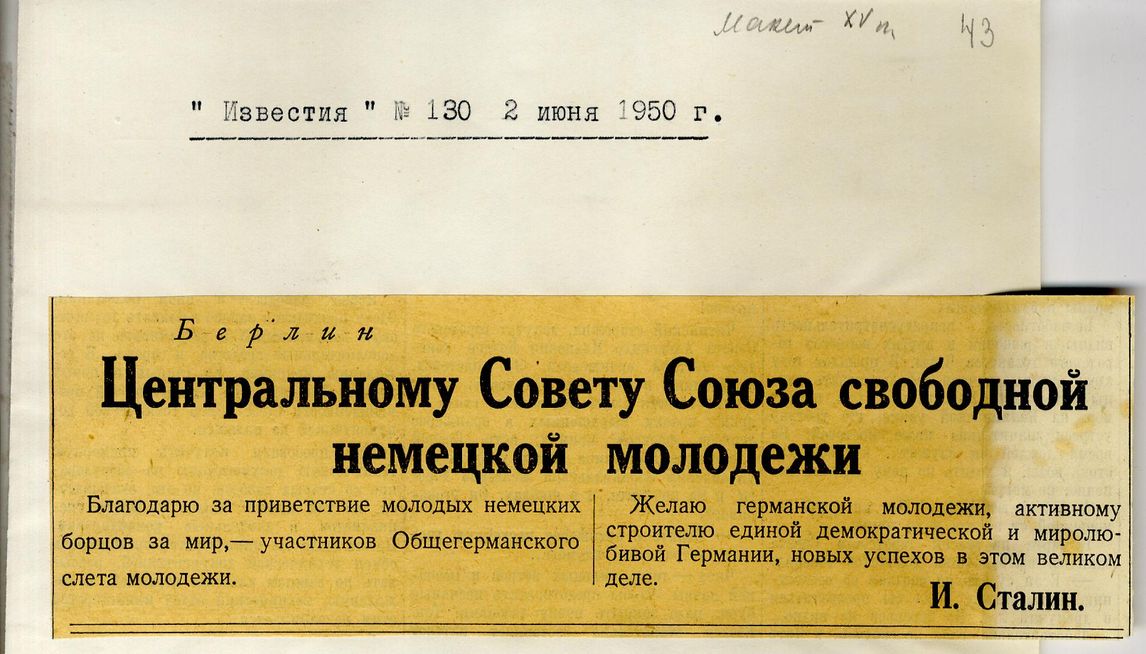 Макет XV т. 43
" Известия " № 130 2 июня 1950 г.
Берлин
Центральному Совету Союза свободной
немецкой молодежи
Благодарю за приветствие молодых немецких
борцов за мир,— участников Общегерманского
слета молодежи.
Желаю германской молодежи, активному
строителю единой демократической и миролю-
бивой Германии, новых успехов в этом великом
деле.
И. Сталин.